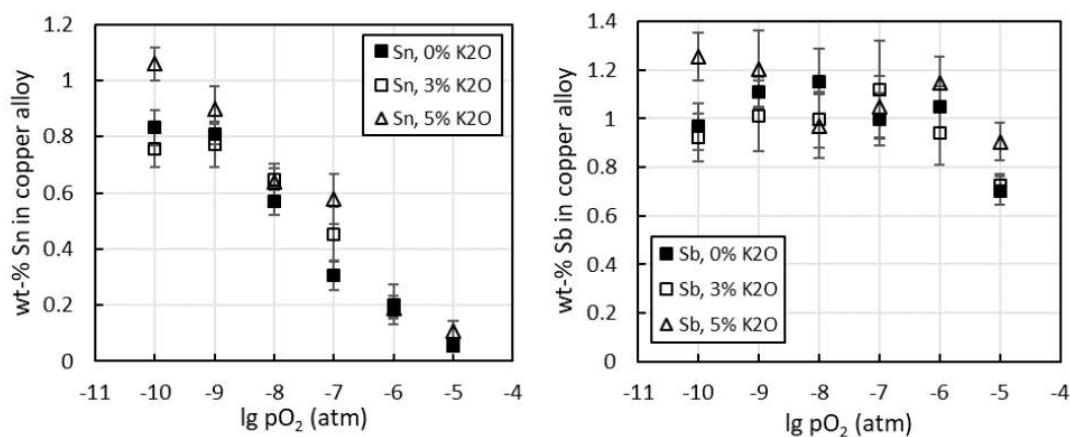 wt-% Sn in copper alloy
1.2
1
0.8
0.6
0.4
0.2
0
Sn, 0% K2O
Sn, 3% K2O
Sn, 5% K2O
-11 -10 -9 -8 -7 -6 -5 -4
lg pO₂ (atm)
wt-% Sb in copper alloy
1.4
1.2
1
0.8
0.6
0.4
0.2
0
Sb, 0% K2O
Sb, 3% K2O
Sb, 5% K2O
-11 -10 -9 -8 -7 -6 -5 -4
lg pO₂ (atm)